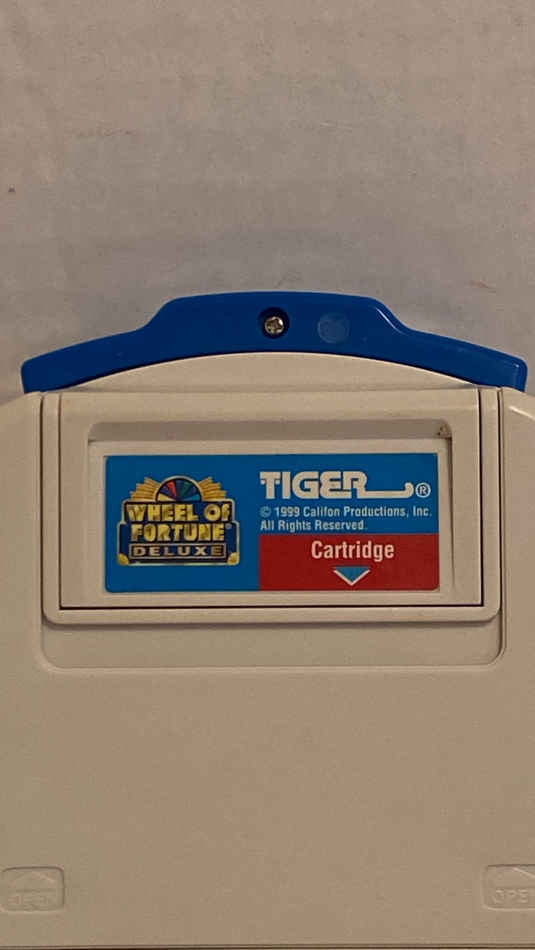 WHEEL OF
FORTUNE®
DELUXE
TIGER®
© 1999 Califon Productions, Inc.
All Rights Reserved.
Cartridge
OPEN
OPEN